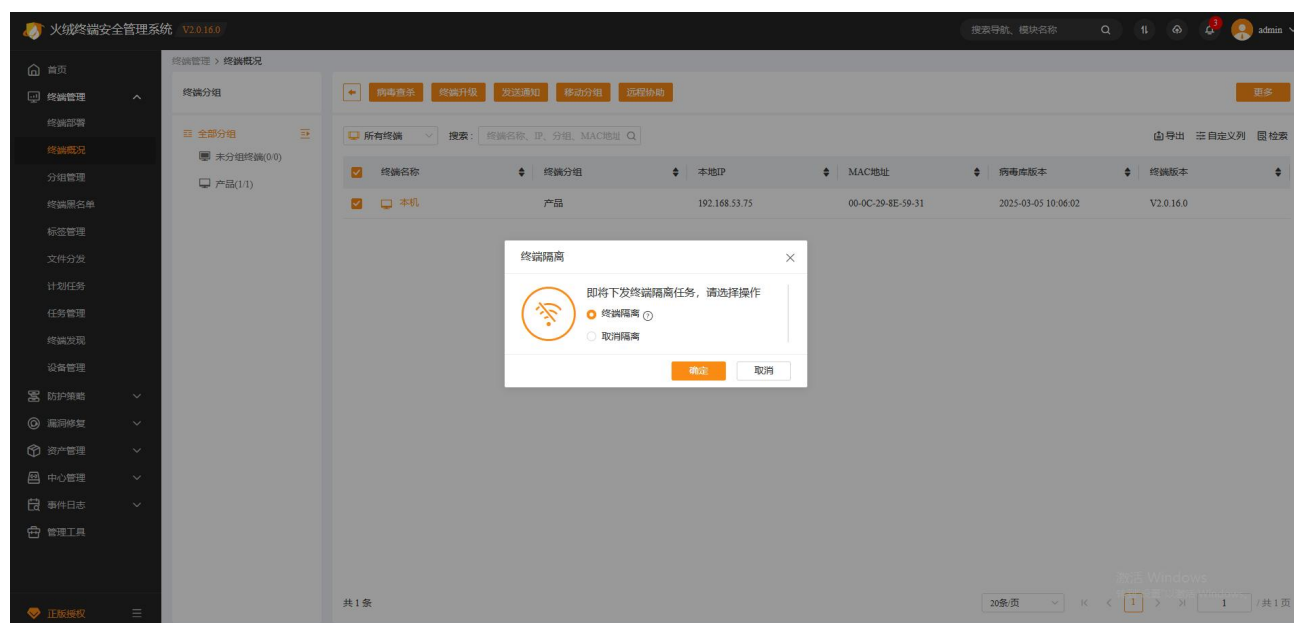 火绒终端安全管理系统 V2.0.16.0
搜索导航、模块名称
3
admin
首页
终端管理
终端部署
终端概况
分组管理
终端黑名单
标签管理
文件分发
计划任务
任务管理
终端发现
设备管理
防护策略
漏洞修复
资产管理
中心管理
事件日志
管理工具
正版授权
终端管理 > 终端概况
终端分组
全部分组
未分组终端(0/0)
产品(1/1)
病毒查杀 终端升级 发送通知 移动分组 远程协助 更多
所有终端 搜索: 终端名称、IP、分组、MAC地址
导出 自定义列 检索
终端名称 终端分组 本地IP MAC地址 病毒库版本 终端版本
本机 产品 192.168.53.75 00-0C-29-8E-59-31 2025-03-05 10:06:02 V2.0.16.0
终端隔离
即将下发终端隔离任务，请选择操作
终端隔离
取消隔离
确定 取消
激活 Windows
共 1 条
20条/页 1 1 / 共 1 页